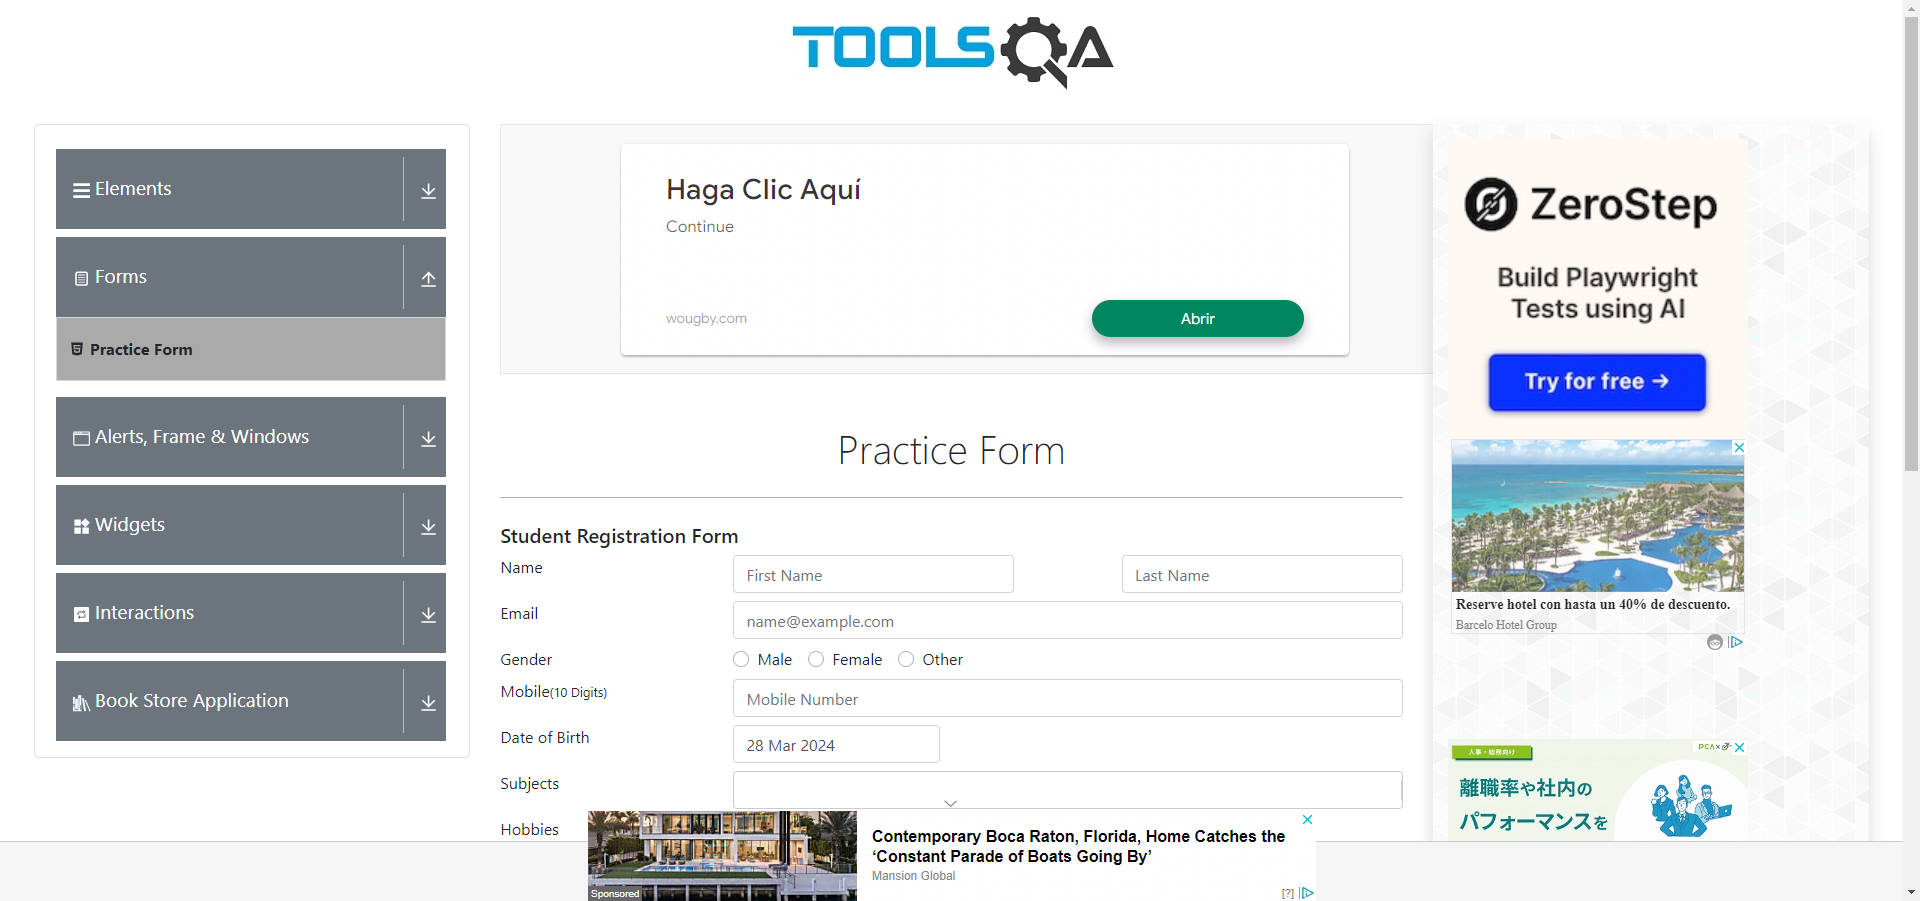 TOOLSQA
Elements
Forms
Practice Form
Alerts, Frame & Windows
Widgets
Interactions
Book Store Application
Haga Clic Aquí
Continue
wougby.com
Abrir
Practice Form
Student Registration Form
Name
First Name
Last Name
Email
name@example.com
Gender
Male
Female
Other
Mobile(10 Digits)
Mobile Number
Date of Birth
28 Mar 2024
Subjects
Hobbies
ZeroStep
Build Playwright
Tests using AI
Try for free →
Reserve hotel con hasta un 40% de descuento.
Barcelo Hotel Group
人事・総務向け
離職率や社内の
パフォーマンスを
Sponsored
Contemporary Boca Raton, Florida, Home Catches the
‘Constant Parade of Boats Going By’
Mansion Global
[?]